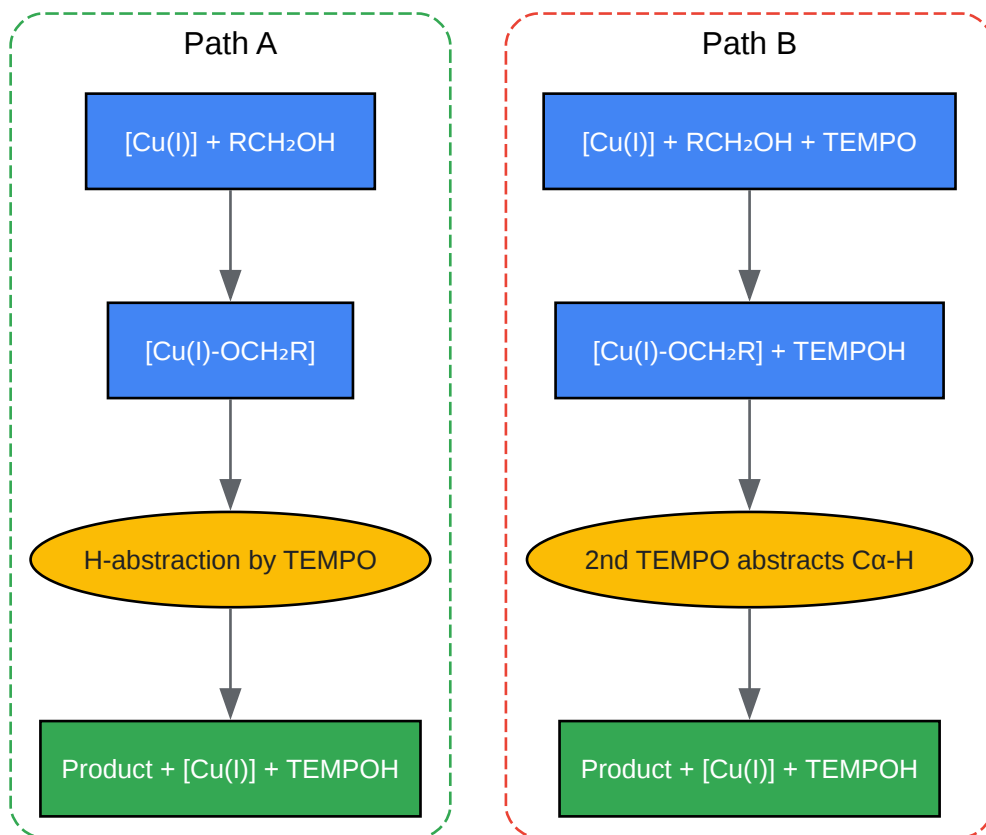 Path A
[Cu(I)] + RCH₂OH
[Cu(I)-OCH₂R]
H-abstraction by TEMPO
Product + [Cu(I)] + TEMPOH
Path B
[Cu(I)] + RCH₂OH + TEMPO
[Cu(I)-OCH₂R] + TEMPOH
2nd TEMPO abstracts Cα-H
Product + [Cu(I)] + TEMPOH